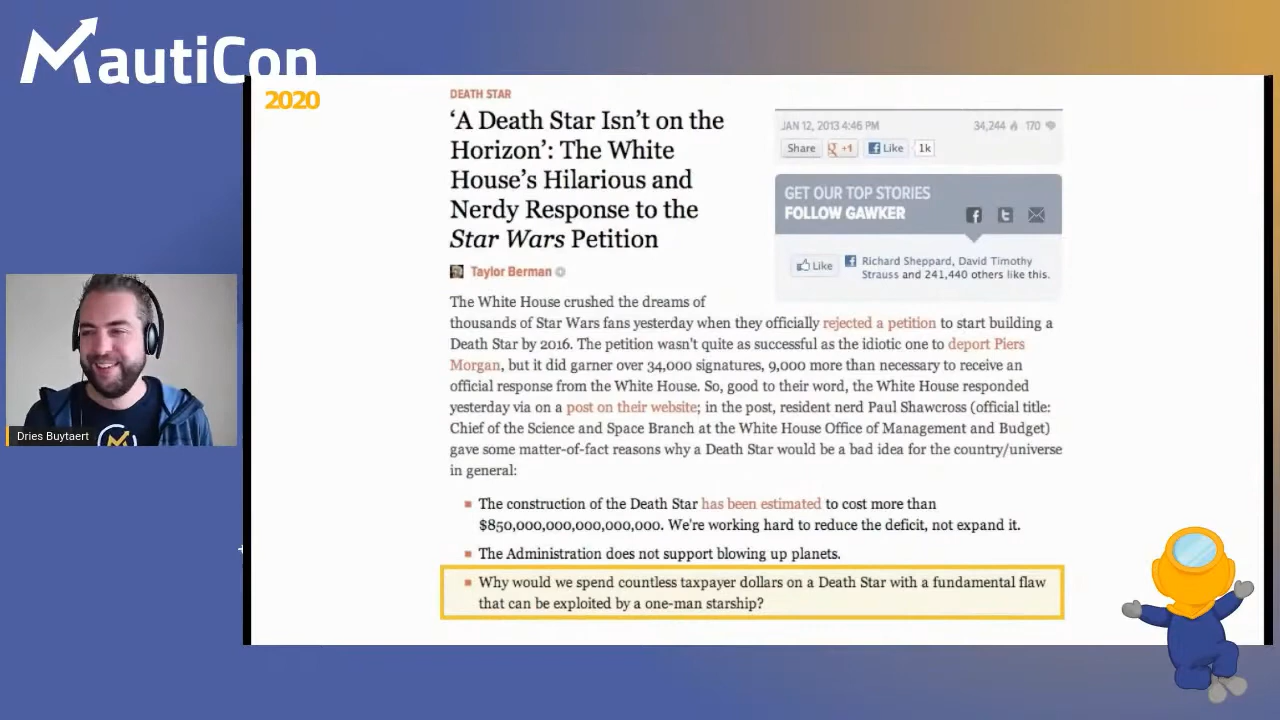 MautiCon
2020
DEATH STAR
‘A Death Star Isn’t on the
Horizon’: The White
House’s Hilarious and
Nerdy Response to the
Star Wars Petition
Taylor Berman
JAN 12, 2013 4:46 PM 34,244 170
Share +1 Like 1k
GET OUR TOP STORIES
FOLLOW GAWKER
Like Richard Sheppard, David Timothy
Strauss and 241,440 others like this.
The White House crushed the dreams of
thousands of Star Wars fans yesterday when they officially rejected a petition to start building a
Death Star by 2016. The petition wasn't quite as successful as the idiotic one to deport Piers
Morgan, but it did garner over 34,000 signatures, 9,000 more than necessary to receive an
official response from the White House. So, good to their word, the White House responded
yesterday via on a post on their website; in the post, resident nerd Paul Shawcross (official title:
Chief of the Science and Space Branch at the White House Office of Management and Budget)
gave some matter-of-fact reasons why a Death Star would be a bad idea for the country/universe
in general:
The construction of the Death Star has been estimated to cost more than
$850,000,000,000,000,000. We're working hard to reduce the deficit, not expand it.
The Administration does not support blowing up planets.
Why would we spend countless taxpayer dollars on a Death Star with a fundamental flaw
that can be exploited by a one-man starship?
Dries Buytaert